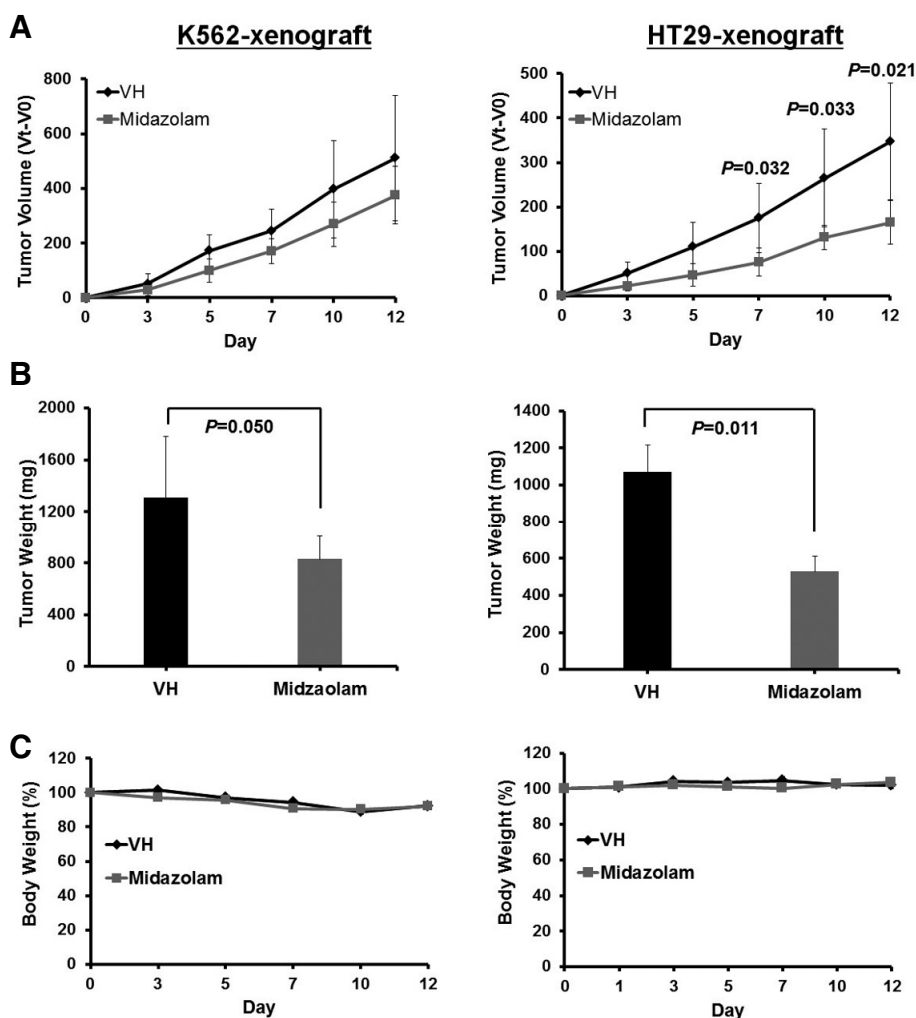 A
K562-xenograft
HT29-xenograft
Tumor Volume (Vt-V0)
800
600
400
200
0
VH
Midazolam
0 3 5 7 10 12
Day
Tumor Volume (Vt-V0)
500
400
300
200
100
0
VH
Midazolam
P=0.032
P=0.033
P=0.021
0 3 5 7 10 12
Day
B
Tumor Weight (mg)
2000
1600
1200
800
400
0
P=0.050
VH Midzaolam
Tumor Weight (mg)
1400
1200
1000
800
600
400
200
0
P=0.011
VH Midazolam
C
Body Weight (%)
120
100
80
60
40
20
0
VH
Midazolam
0 3 5 7 10 12
Day
Body Weight (%)
120
100
80
60
40
20
0
VH
Midazolam
0 1 3 5 7 10 12
Day